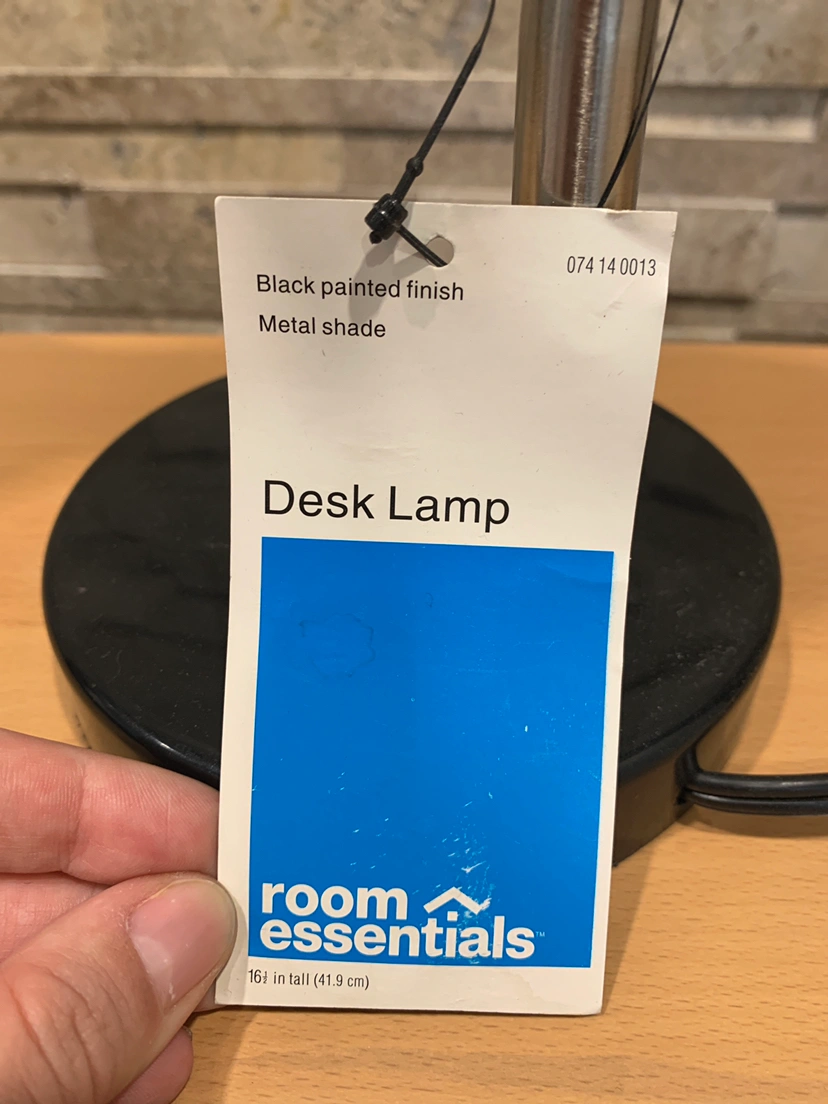 074 14 0013
Black painted finish
Metal shade
Desk Lamp
room
essentials™
16½ in tall (41.9 cm)